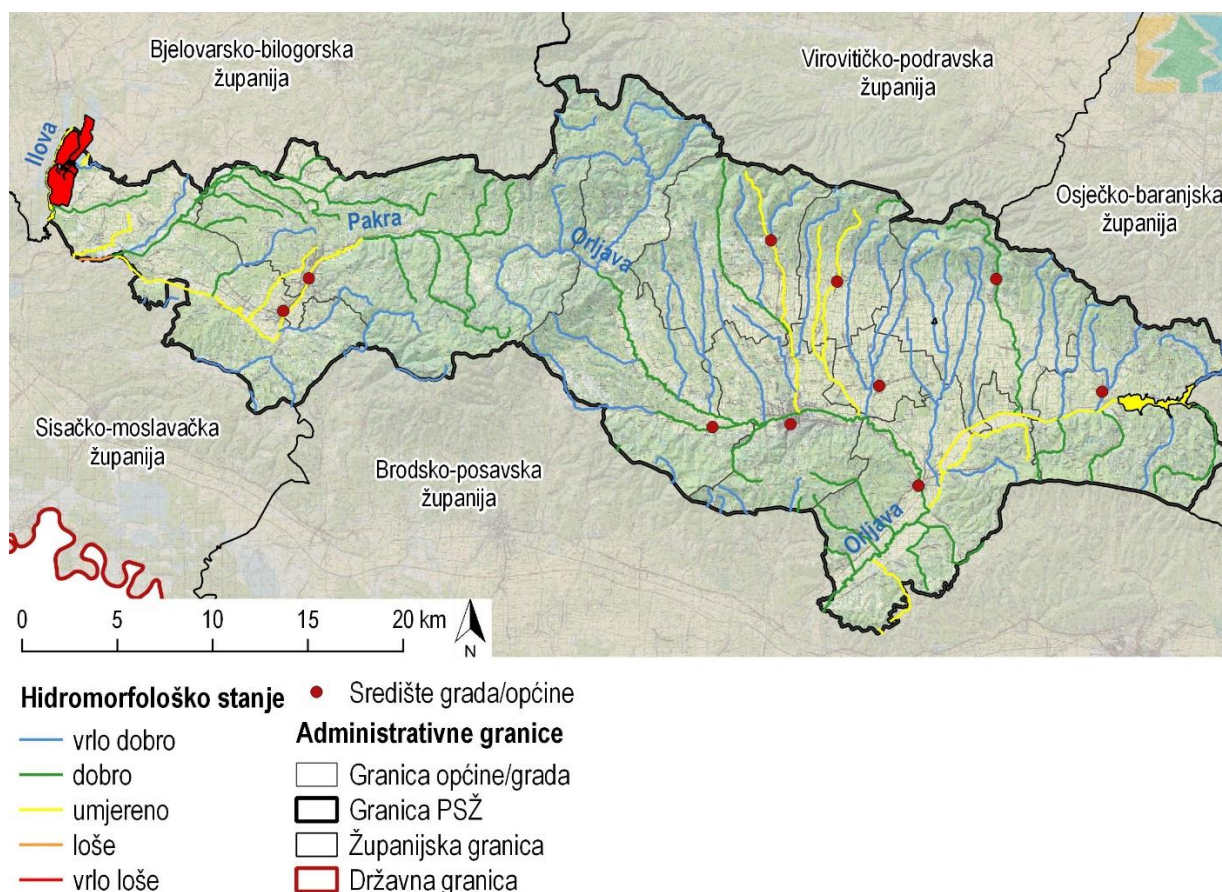 Bjelovarsko-bilogorska
županija
Virovitičko-podravska
županija
Ilova
Osječko-baranjska
županija
Pakra
Orljava
Sisačko-moslavačka
županija
Brodsko-posavska
županija
Orljava
0 5 10 15 20 km
N
Hidromorfološko stanje
vrlo dobro
dobro
umjereno
loše
vrlo loše
Središte grada/općine
Administrativne granice
Granica općine/grada
Granica PSŽ
Županijska granica
Državna granica